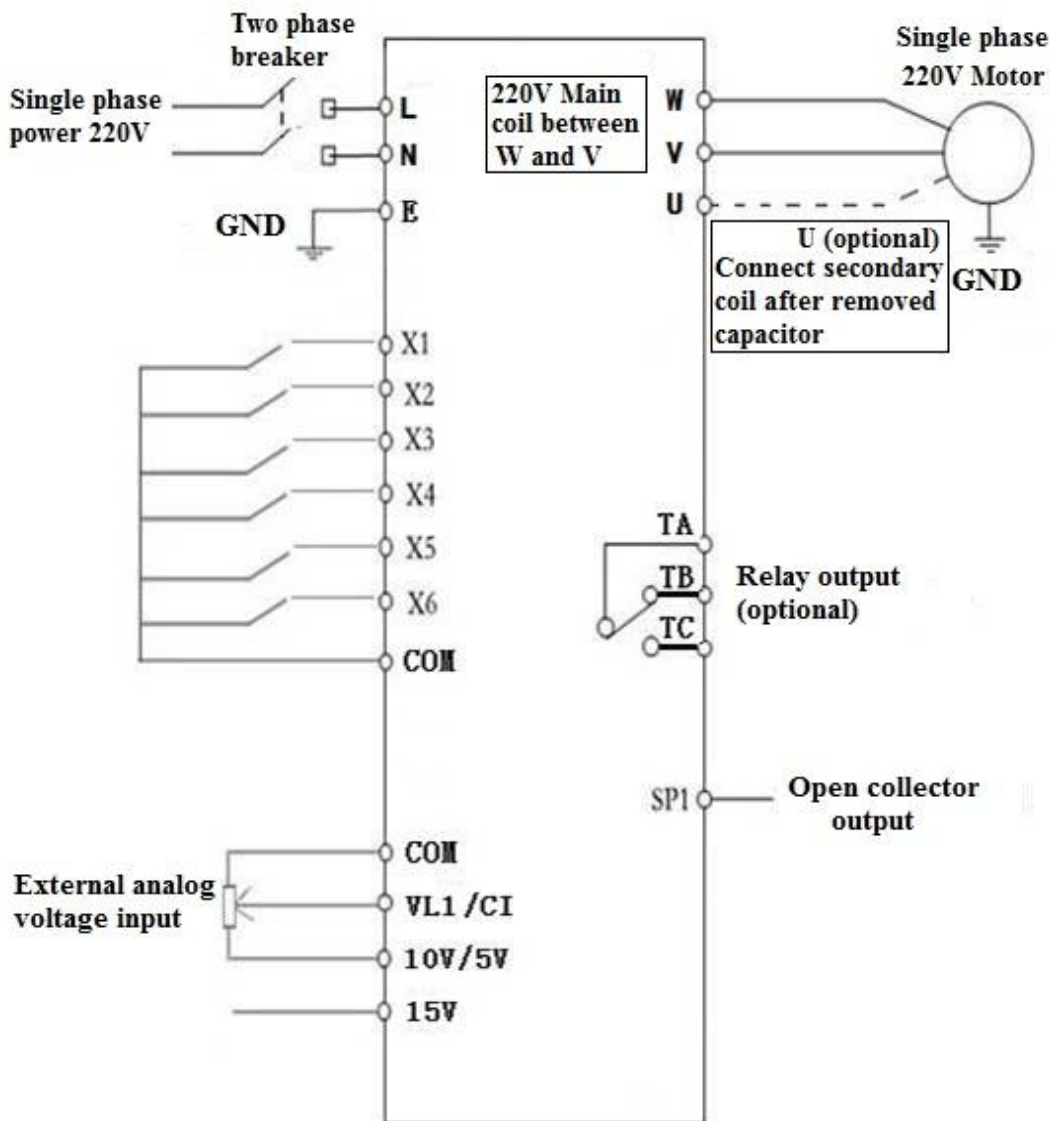 Two phase
breaker
Single phase
power 220V
L
N
E
GND
220V Main
coil between
W and V
W
V
U
Single phase
220V Motor
U (optional)
Connect secondary
coil after removed
capacitor
GND
X1
X2
X3
X4
X5
X6
COM
TA
TB
TC
Relay output
(optional)
SP1
Open collector
output
External analog
voltage input
COM
VL1/CI
10V/5V
15V